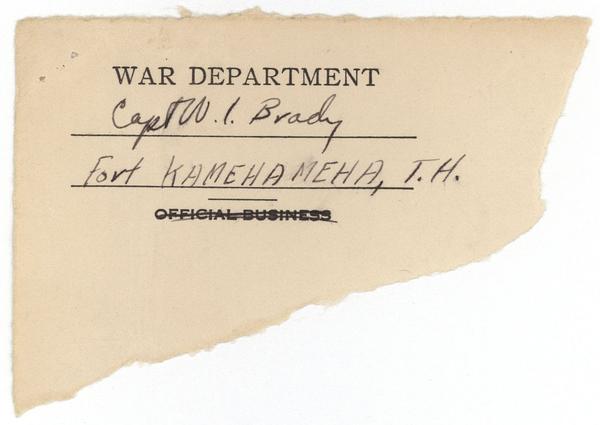 WAR DEPARTMENT
Capt W. I. Brady
Fort KAMEHAMEHA, T.H.
OFFICIAL BUSINESS